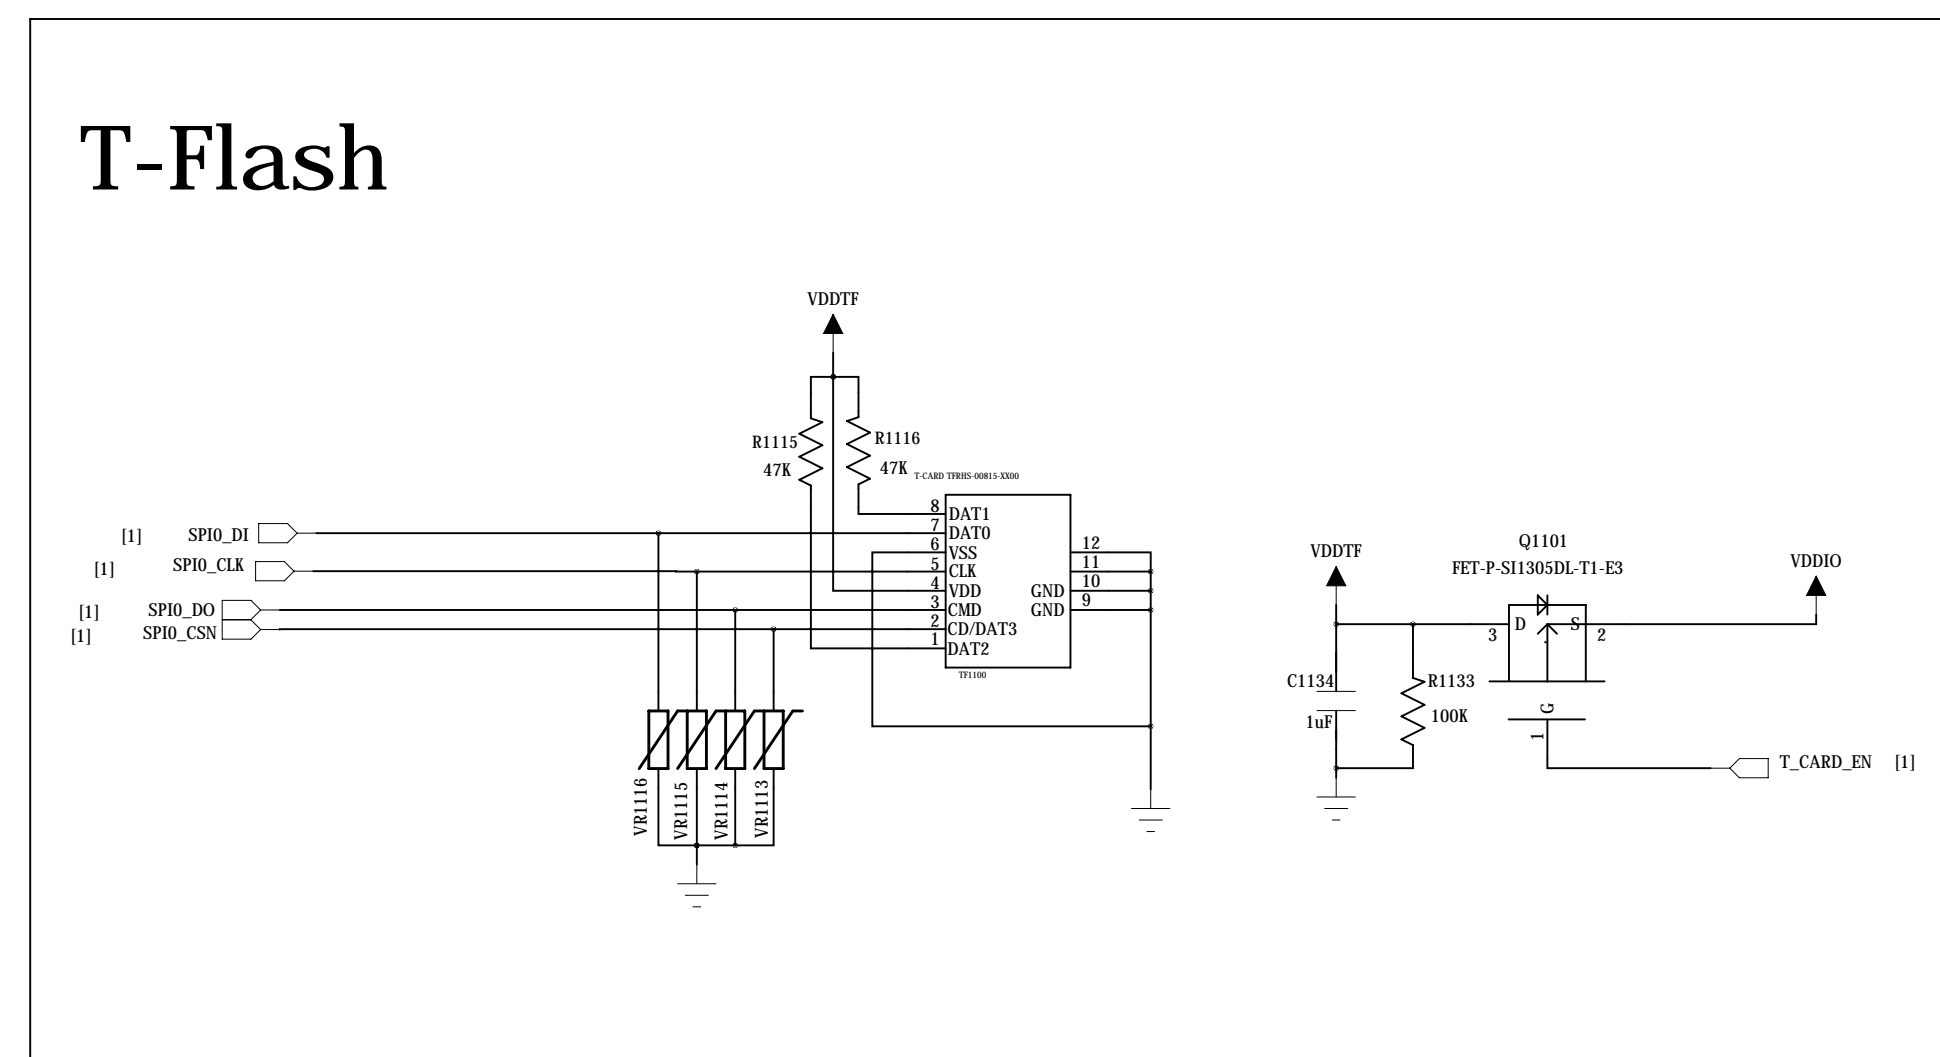 T-Flash
VDDTF
R1115
47K
R1116
47K
T-CARD TFRHS-00815-XX00
[1] SPI0_DI
[1] SPI0_CLK
[1] SPI0_DO
[1] SPI0_CSN
8 DAT1
7 DAT0
6 VSS
5 CLK
4 VDD
3 CMD
2 CD/DAT3
1 DAT2
12
11
GND 10
GND 9
TF1100
VR1116
VR1115
VR1114
VR1113
VDDTF
Q1101
FET-P-SI1305DL-T1-E3
VDDIO
3 D S 2
C1134
1uF
R1133
100K
G
1
T_CARD_EN [1]